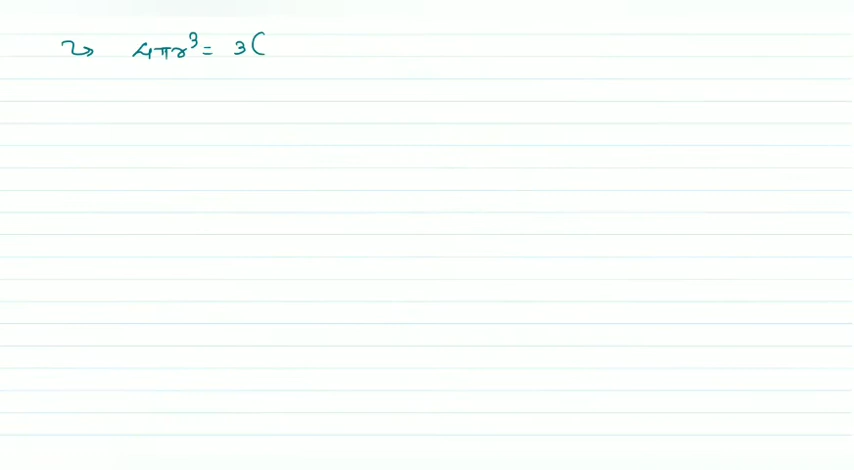 ⇒ 4πr³ = 3(